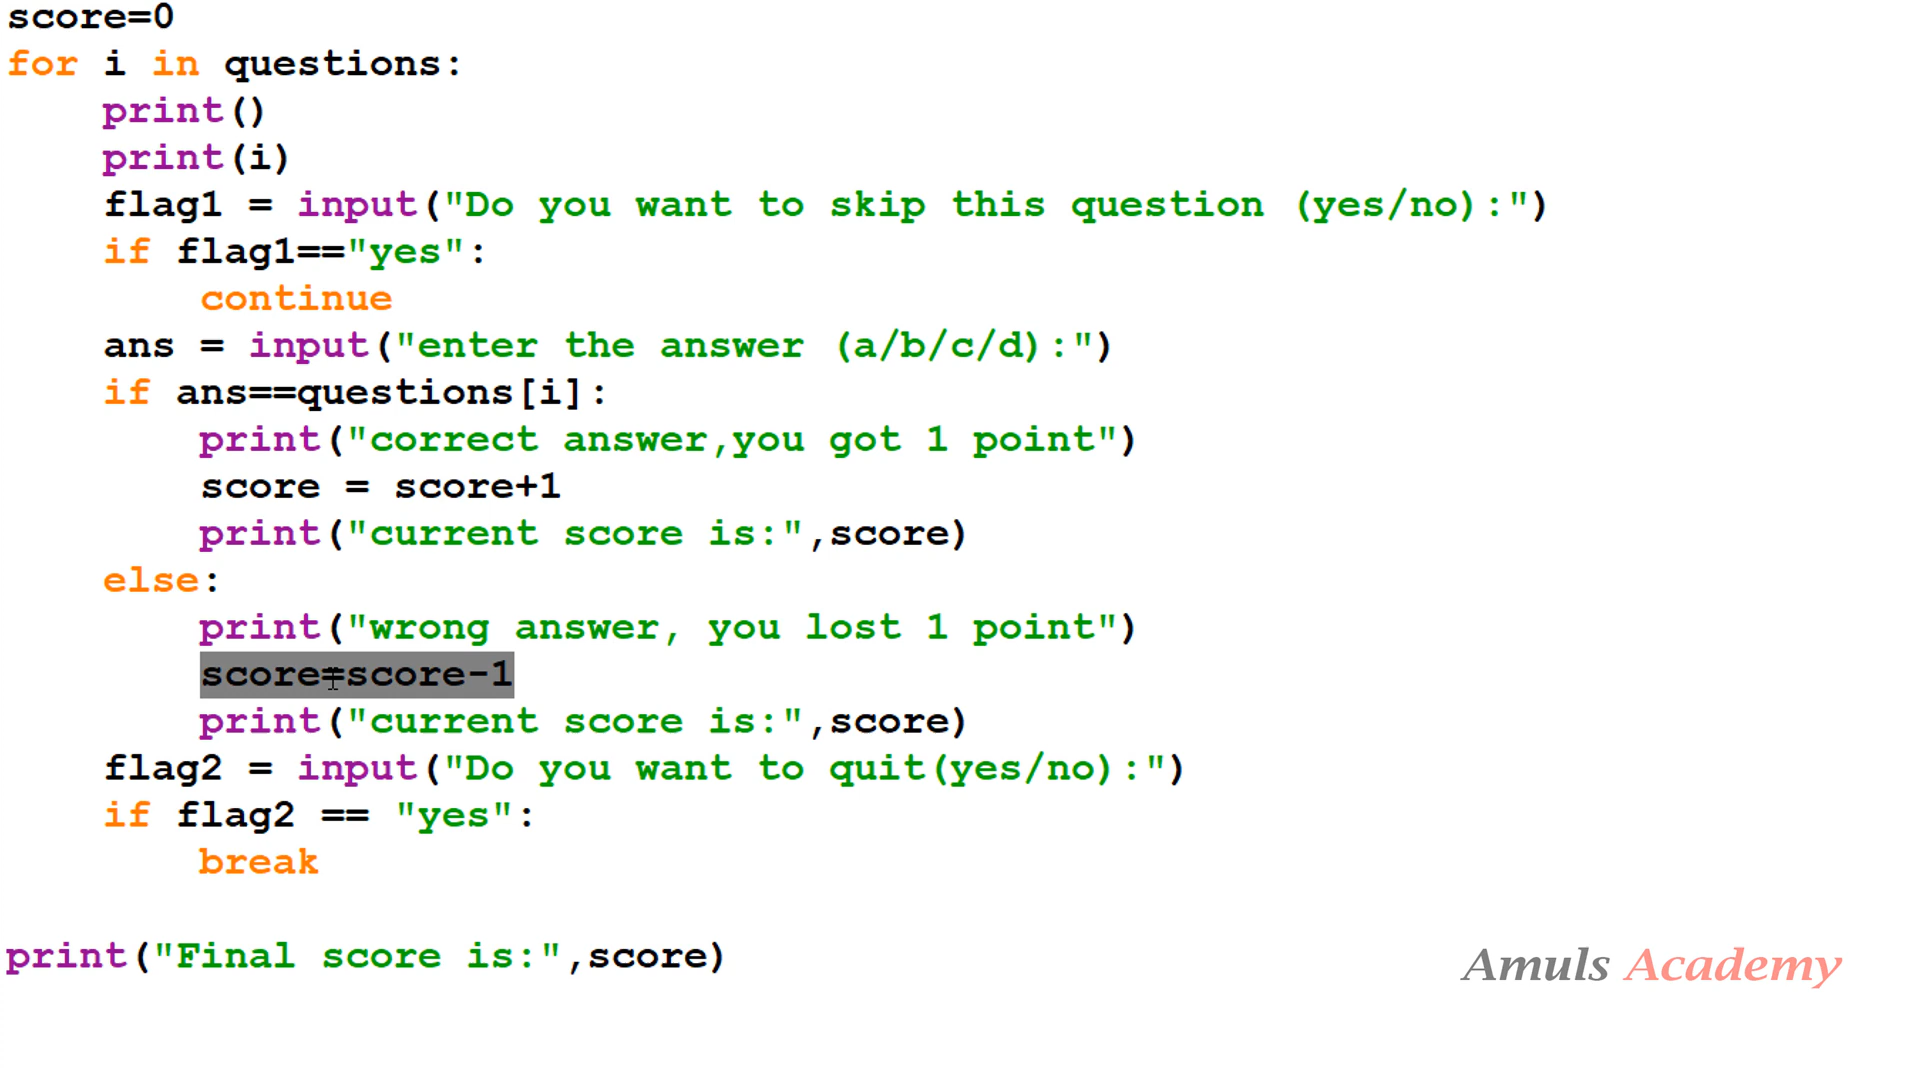 score=0
for i in questions:
    print()
    print(i)
    flag1 = input("Do you want to skip this question (yes/no):")
    if flag1=="yes":
        continue
    ans = input("enter the answer (a/b/c/d):")
    if ans==questions[i]:
        print("correct answer,you got 1 point")
        score = score+1
        print("current score is:",score)
    else:
        print("wrong answer, you lost 1 point")
        score=score-1
        print("current score is:",score)
    flag2 = input("Do you want to quit(yes/no):")
    if flag2 == "yes":
        break
print("Final score is:",score)
Amuls Academy